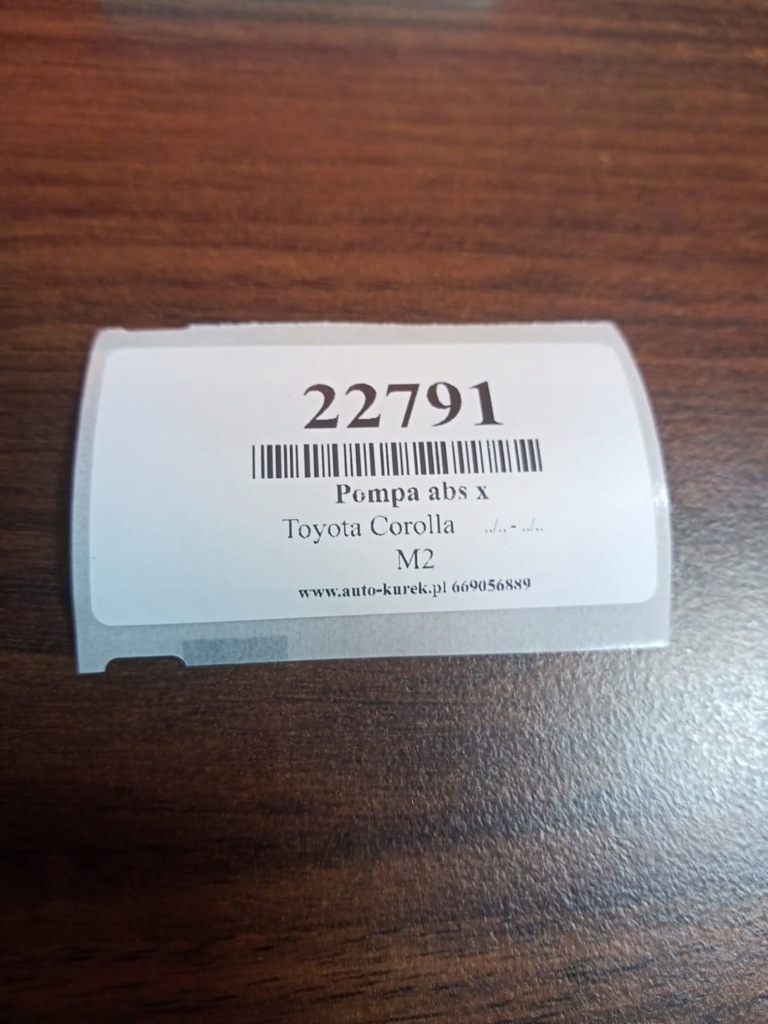 22791
Pompa abs x
Toyota Corolla ../.. - ../..
M2
www.auto-kurek.pl 669056889